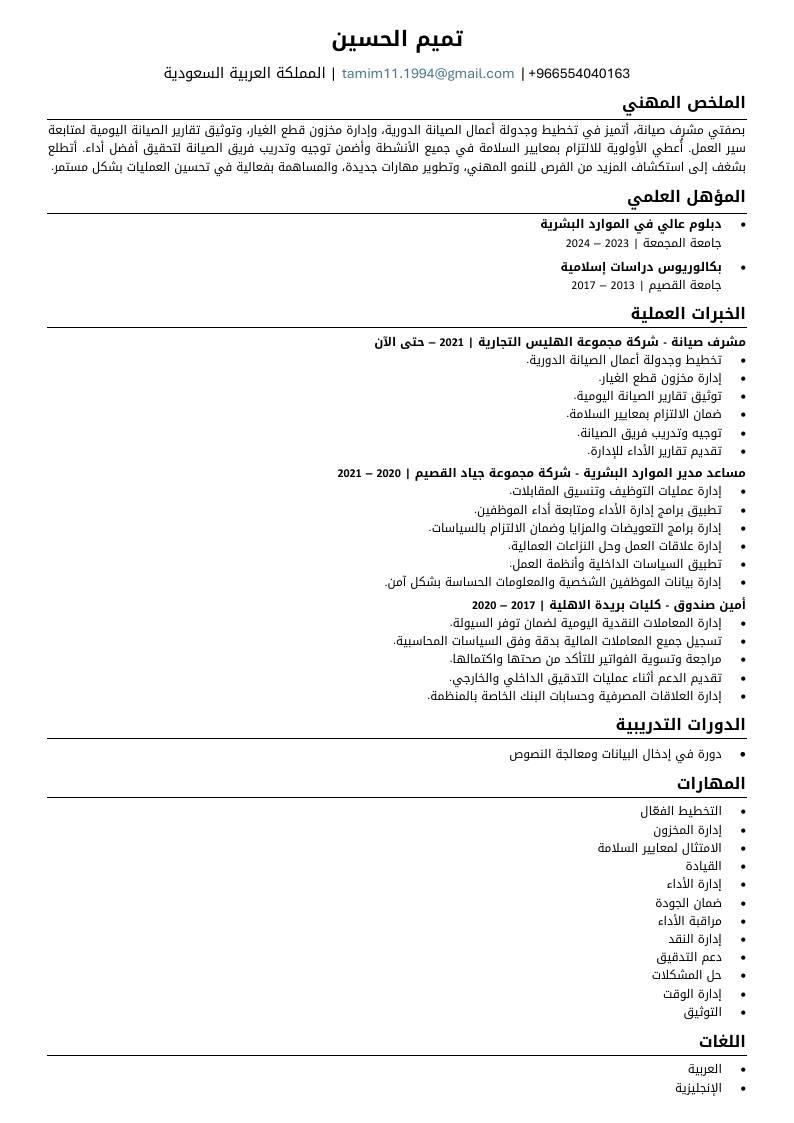 تميم الحسين
المملكة العربية السعودية | tamim11.1994@gmail.com | +966554040163
الملخص المهني
بصفتي مشرف صيانة، أتميز في تخطيط وجدولة أعمال الصيانة الدورية، وإدارة مخزون قطع الغيار، وتوثيق تقارير الصيانة اليومية لمتابعة
سير العمل. أُعطي الأولوية للالتزام بمعايير السلامة في جميع الأنشطة وأضمن توجيه وتدريب فريق الصيانة لتحقيق أفضل أداء. أتطلع
بشغف إلى استكشاف المزيد من الفرص للنمو المهني، وتطوير مهارات جديدة، والمساهمة بفعالية في تحسين العمليات بشكل مستمر.
المؤهل العلمي
• دبلوم عالي في الموارد البشرية
جامعة المجمعة | 2023 – 2024
• بكالوريوس دراسات إسلامية
جامعة القصيم | 2013 – 2017
الخبرات العملية
مشرف صيانة - شركة مجموعة الهليس التجارية | 2021 – حتى الآن
• تخطيط وجدولة أعمال الصيانة الدورية.
• إدارة مخزون قطع الغيار.
• توثيق تقارير الصيانة اليومية.
• ضمان الالتزام بمعايير السلامة.
• توجيه وتدريب فريق الصيانة.
• تقديم تقارير الأداء للإدارة.
مساعد مدير الموارد البشرية - شركة مجموعة جياد القصيم | 2020 – 2021
• إدارة عمليات التوظيف وتنسيق المقابلات.
• تطبيق برامج إدارة الأداء ومتابعة أداء الموظفين.
• إدارة برامج التعويضات والمزايا وضمان الالتزام بالسياسات.
• إدارة علاقات العمل وحل النزاعات العمالية.
• تطبيق السياسات الداخلية وأنظمة العمل.
• إدارة بيانات الموظفين الشخصية والمعلومات الحساسة بشكل آمن.
أمين صندوق - كليات بريدة الاهلية | 2017 – 2020
• إدارة المعاملات النقدية اليومية لضمان توفر السيولة.
• تسجيل جميع المعاملات المالية بدقة وفق السياسات المحاسبية.
• مراجعة وتسوية الفواتير للتأكد من صحتها واكتمالها.
• تقديم الدعم أثناء عمليات التدقيق الداخلي والخارجي.
• إدارة العلاقات المصرفية وحسابات البنك الخاصة بالمنظمة.
الدورات التدريبية
• دورة في إدخال البيانات ومعالجة النصوص
المهارات
• التخطيط الفعّال
• إدارة المخزون
• الامتثال لمعايير السلامة
• القيادة
• إدارة الأداء
• ضمان الجودة
• مراقبة الأداء
• إدارة النقد
• دعم التدقيق
• حل المشكلات
• إدارة الوقت
• التوثيق
اللغات
• العربية
• الإنجليزية